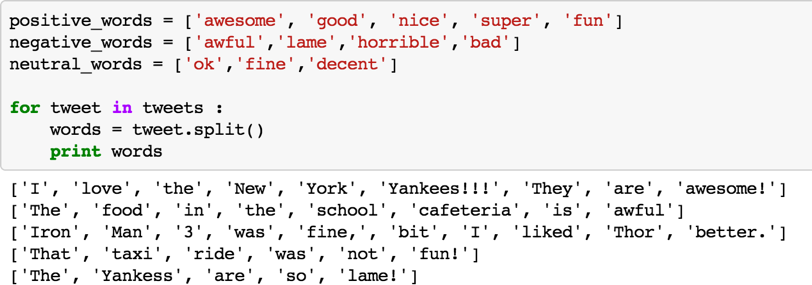 positive_words = ['awesome', 'good', 'nice', 'super', 'fun']
negative_words = ['awful','lame','horrible','bad']
neutral_words = ['ok','fine','decent']
for tweet in tweets :
    words = tweet.split()
    print words
['I', 'love', 'the', 'New', 'York', 'Yankees!!!', 'They', 'are', 'awesome!']
['The', 'food', 'in', 'the', 'school', 'cafeteria', 'is', 'awful']
['Iron', 'Man', '3', 'was', 'fine,', 'bit', 'I', 'liked', 'Thor', 'better.']
['That', 'taxi', 'ride', 'was', 'not', 'fun!']
['The', 'Yankess', 'are', 'so', 'lame!']